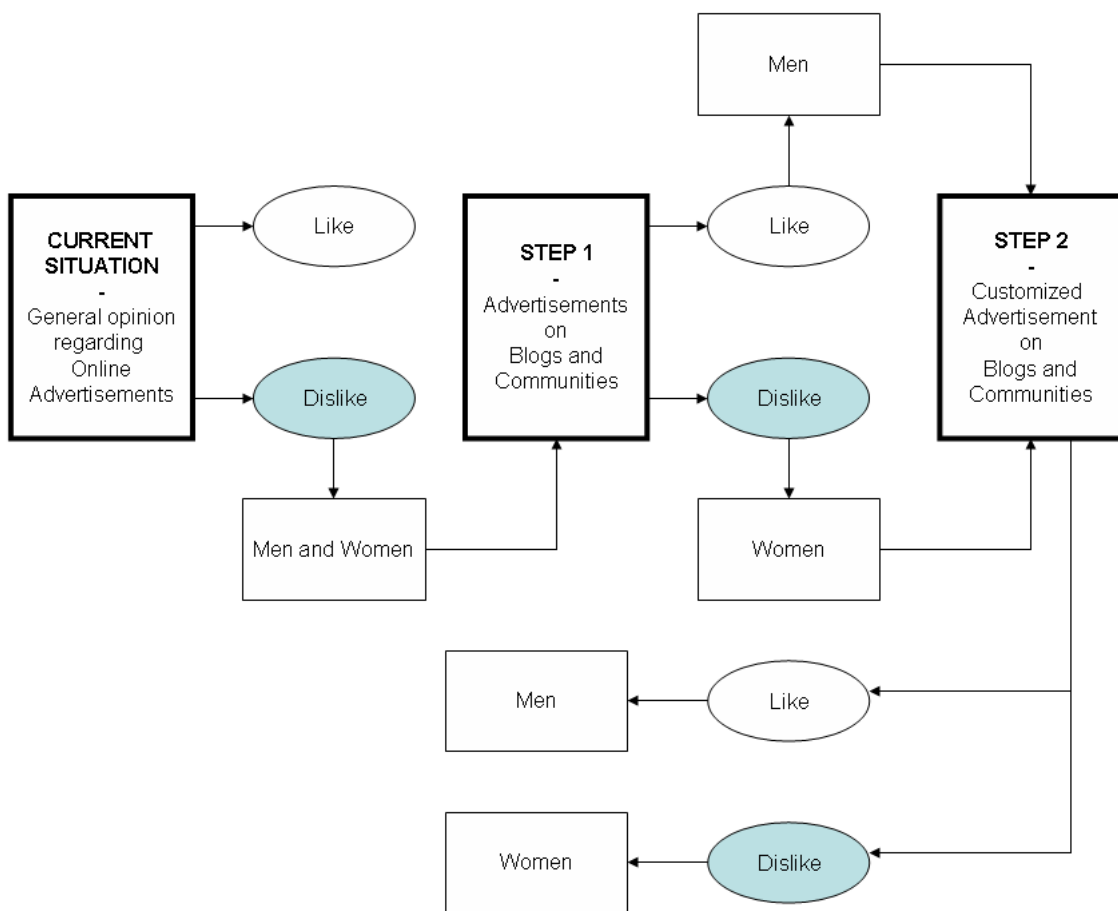 Men
CURRENT
SITUATION
-
General opinion
regarding
Online
Advertisements
Like
Dislike
Men and Women
STEP 1
-
Advertisements
on
Blogs and
Communities
Like
Dislike
Women
STEP 2
-
Customized
Advertisement
on
Blogs and
Communities
Men
Like
Women
Dislike